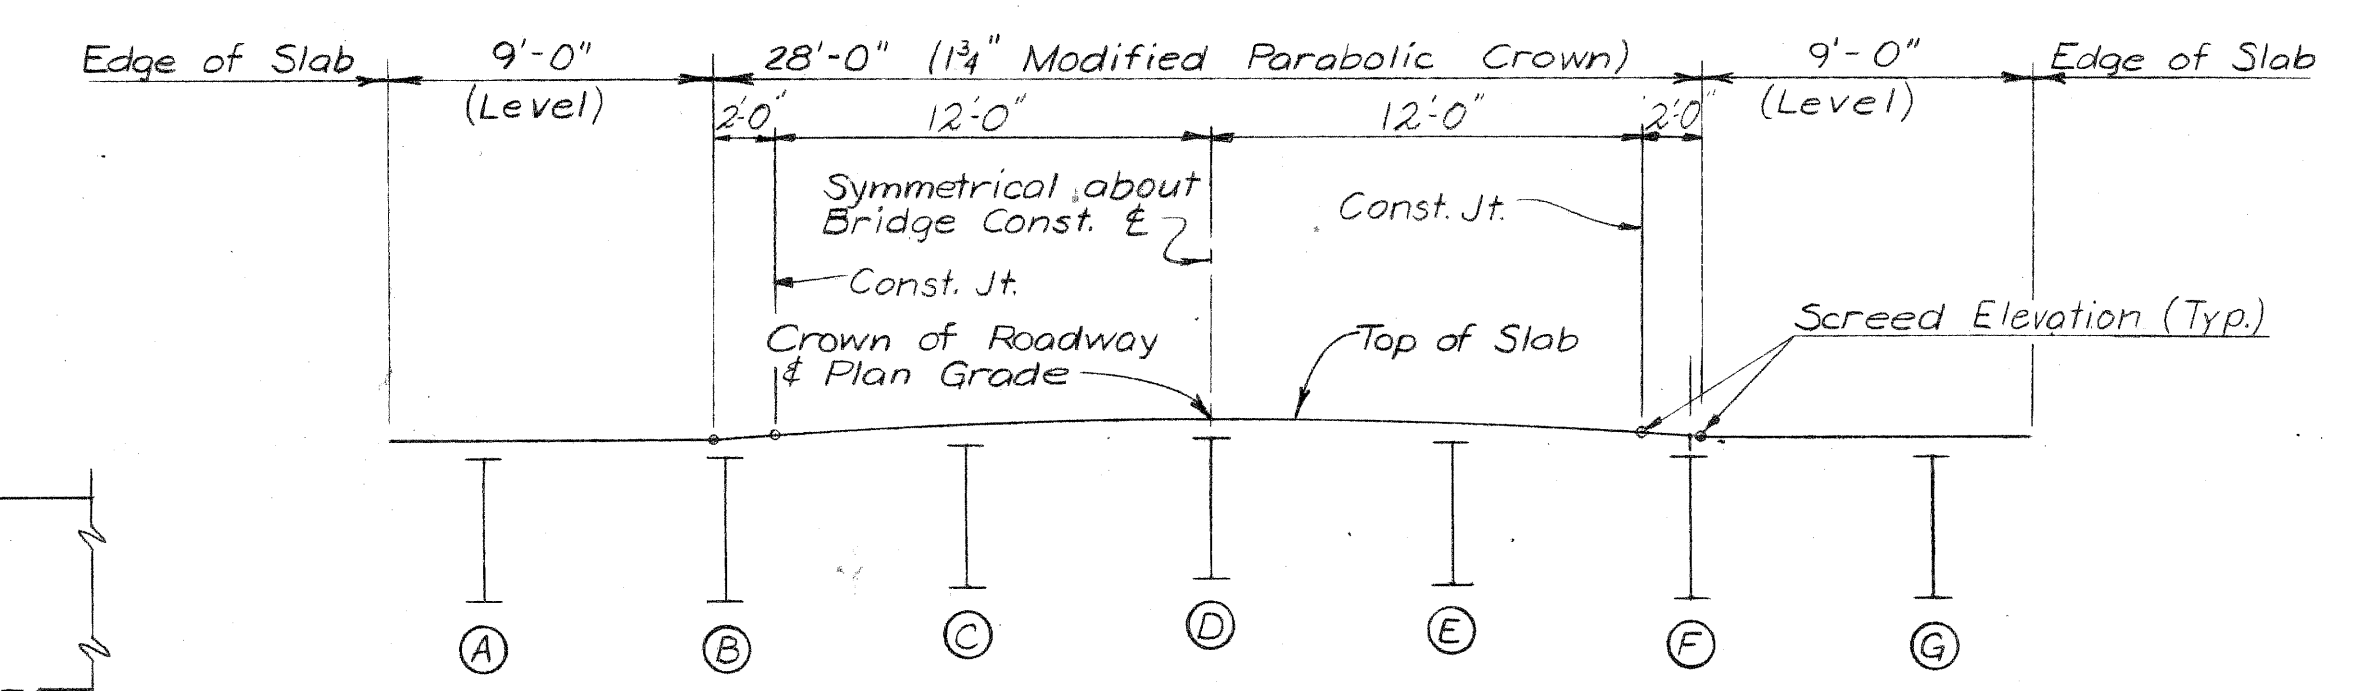 Edge of Slab 9'-0" 28'-0" (1¾" Modified Parabolic Crown) 9'-0" Edge of Slab
(Level) 2'-0" 12'-0" 12'-0" 2'-0" (Level)
Symmetrical about
Bridge Const. ℄
Const. Jt.
Const. Jt.
Crown of Roadway
& Plan Grade
Top of Slab
Screed Elevation (Typ.)
A B C D E F G